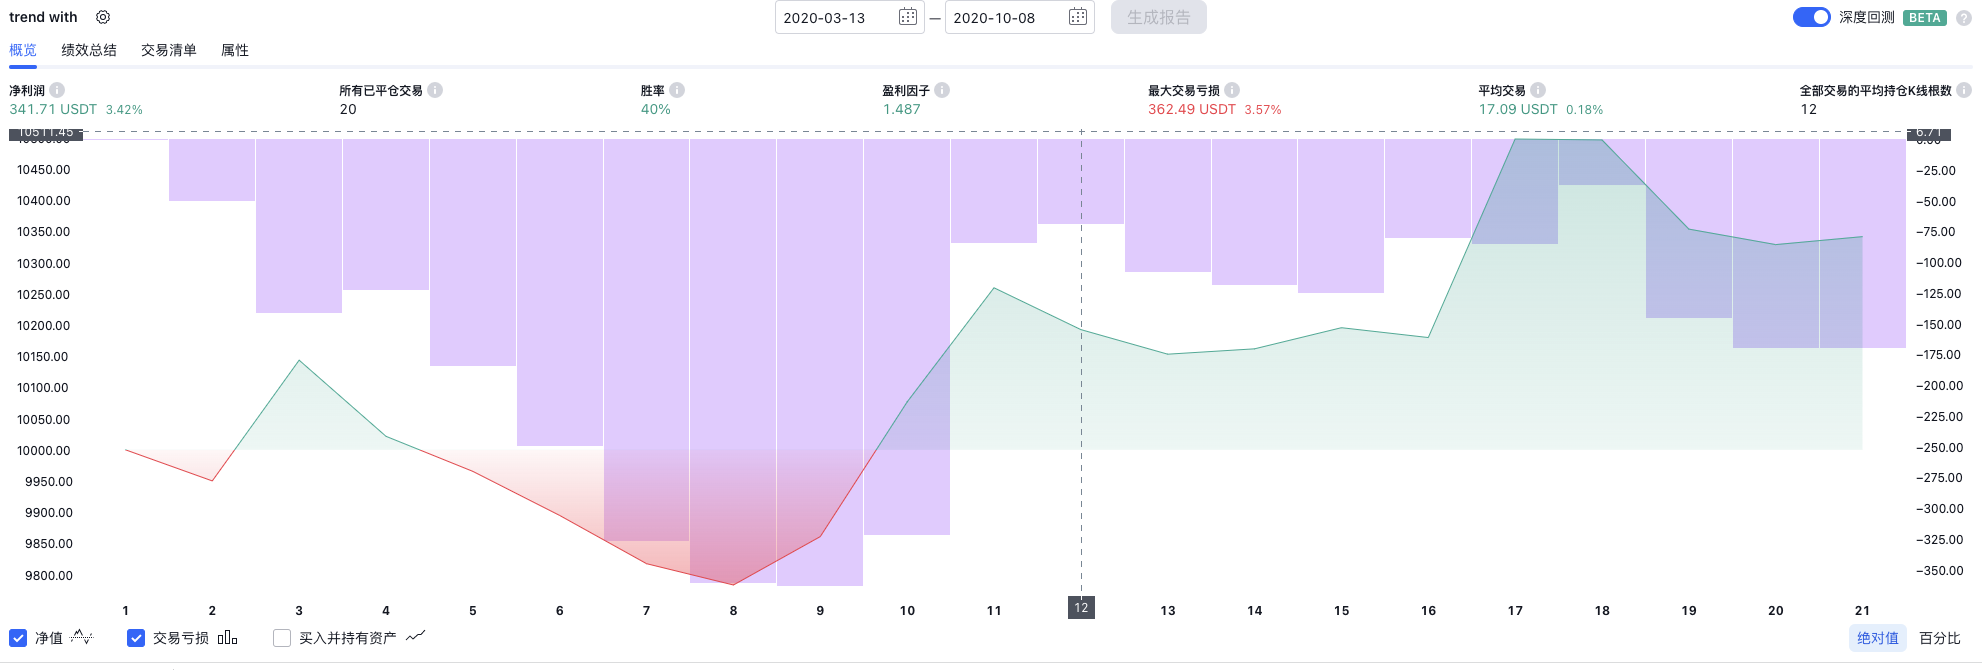 trend with 2020-03-13 — 2020-10-08 生成报告 深度回测 BETA ?
概览 绩效总结 交易清单 属性
净利润 所有已平仓交易 胜率 盈利因子 最大交易亏损 平均交易 全部交易的平均持仓K线根数
341.71 USDT 3.42% 20 40% 1.487 362.49 USDT 3.57% 17.09 USDT 0.18% 12
10511.45 6.71
10500.00 0.00
10450.00 −25.00
10400.00 −50.00
10350.00 −75.00
10300.00 −100.00
10250.00 −125.00
10200.00 −150.00
10150.00 −175.00
10100.00 −200.00
10050.00 −225.00
10000.00 −250.00
9950.00 −275.00
9900.00 −300.00
9850.00 −325.00
9800.00 −350.00
1 2 3 4 5 6 7 8 9 10 11 12 13 14 15 16 17 18 19 20 21
净值 交易亏损 买入并持有资产 绝对值 百分比